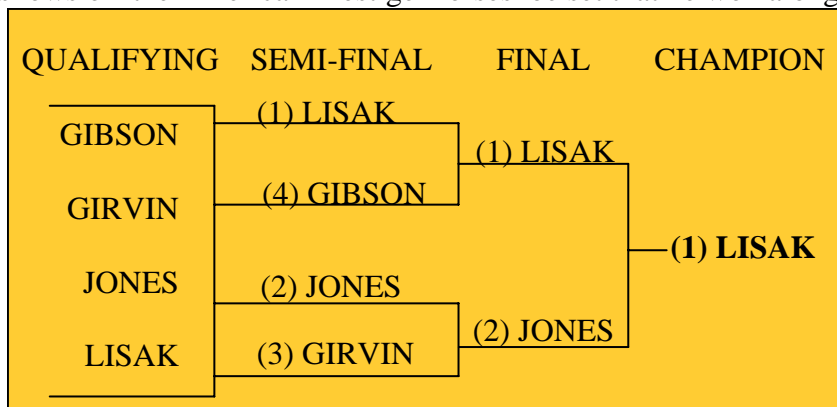 QUALIFYING SEMI-FINAL FINAL CHAMPION
GIBSON
GIRVIN
JONES
LISAK
(1) LISAK
(4) GIBSON
(2) JONES
(3) GIRVIN
(1) LISAK
(2) JONES
(1) LISAK